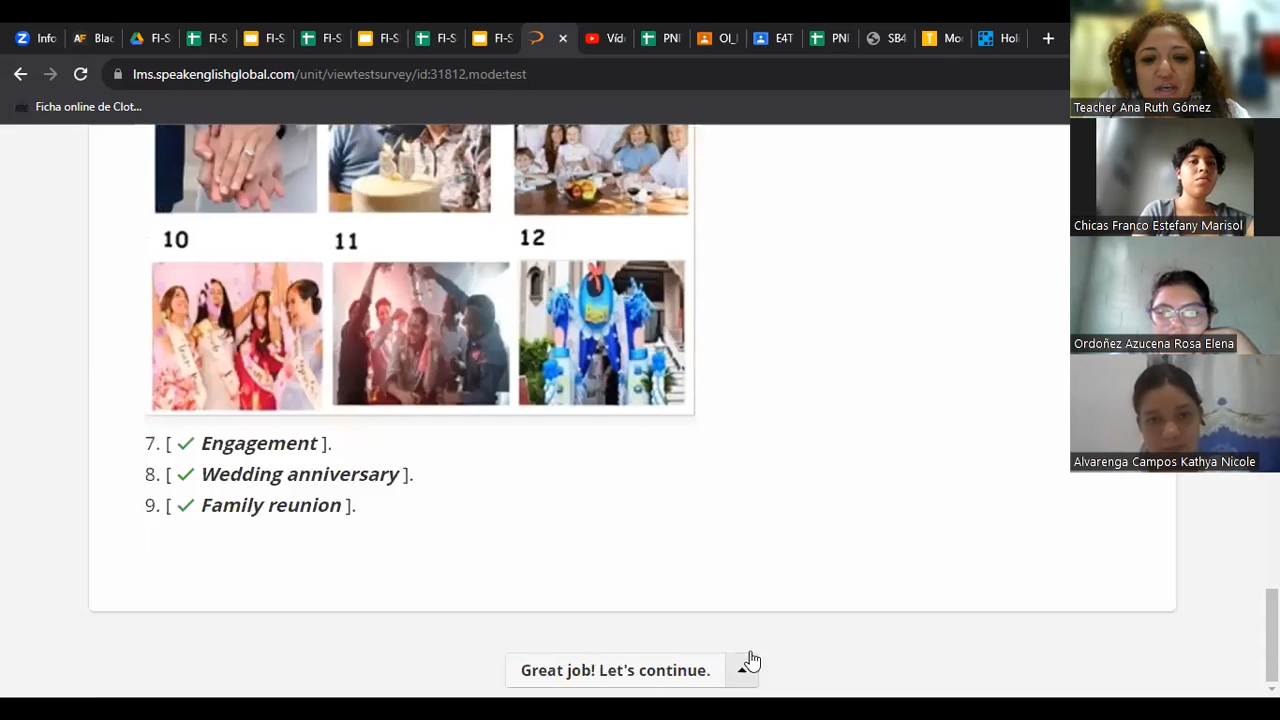 Info
Blac
FI-S
FI-S
FI-S
FI-S
FI-S
FI-S
FI-S
Víd
PNI
OI_I
E4T
PNI
SB4
Mo
Hol
lms.speakenglishglobal.com/unit/viewtestsurvey/id:31812,mode:test
Ficha online de Clot...
10
11
12
7. [ ✓ Engagement ].
8. [ ✓ Wedding anniversary ].
9. [ ✓ Family reunion ].
Great job! Let's continue.
Teacher Ana Ruth Gómez
Chicas Franco Estefany Marisol
Ordoñez Azucena Rosa Elena
Alvarenga Campos Kathya Nicole